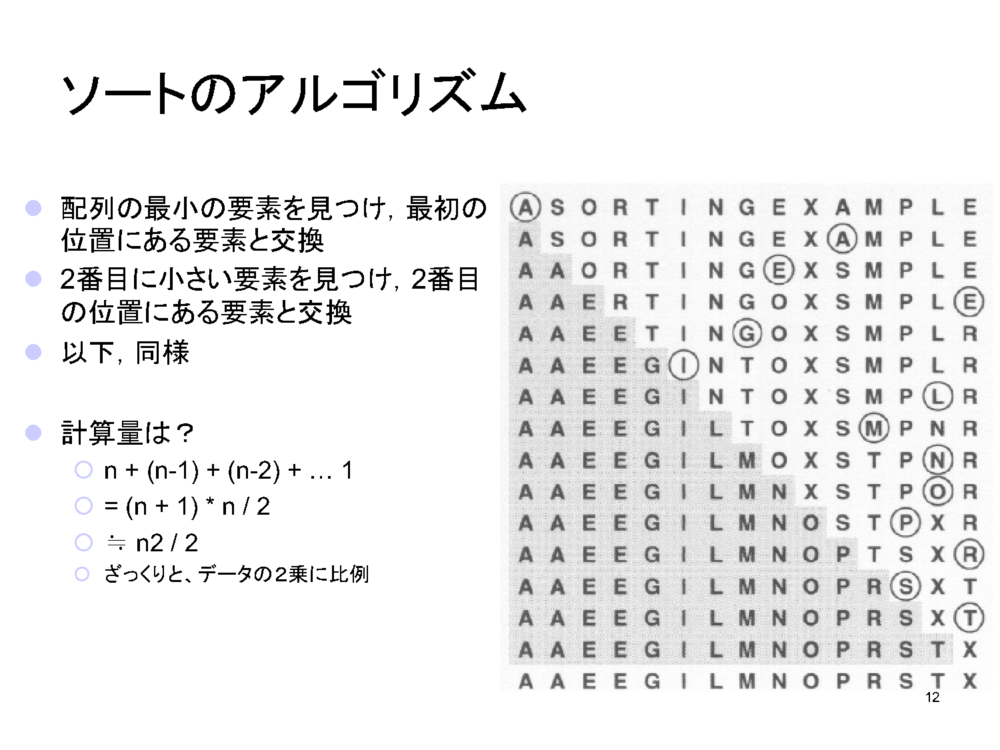 ソートのアルゴリズム
配列の最小の要素を見つけ，最初の
位置にある要素と交換
2番目に小さい要素を見つけ，2番目
の位置にある要素と交換
以下，同様
計算量は？
n + (n-1) + (n-2) + … 1
= (n + 1) * n / 2
≒ n2 / 2
ざっくりと、データの２乗に比例
A S O R T I N G E X A M P L E
A S O R T I N G E X A M P L E
A A O R T I N G E X S M P L E
A A E R T I N G O X S M P L E
A A E E T I N G O X S M P L R
A A E E G I N T O X S M P L R
A A E E G I N T O X S M P L R
A A E E G I L T O X S M P N R
A A E E G I L M O X S T P N R
A A E E G I L M N X S T P O R
A A E E G I L M N O S T P X R
A A E E G I L M N O P T S X R
A A E E G I L M N O P R S X T
A A E E G I L M N O P R S X T
A A E E G I L M N O P R S T X
A A E E G I L M N O P R S T X
12